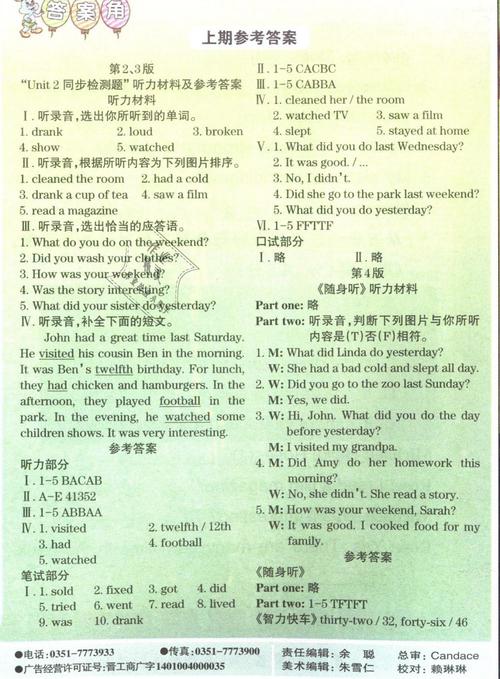 答案角
上期参考答案
第2、3版
“Unit 2 同步检测题”听力材料及参考答案
听力材料
Ⅰ. 听录音,选出你所听到的单词。
1. drank 2. loud 3. broken
4. show 5. watched
Ⅱ. 听录音,根据所听内容为下列图片排序。
1. cleaned the room 2. had a cold
3. drank a cup of tea 4. saw a film
5. read a magazine
Ⅲ. 听录音,选出恰当的应答语。
1. What do you do on the weekend?
2. Did you wash your clothes?
3. How was your weekend?
4. Was the story interesting?
5. What did your sister do yesterday?
Ⅳ. 听录音,补全下面的短文。
John had a great time last Saturday.
He visited his cousin Ben in the morning.
It was Ben's twelfth birthday. For lunch,
they had chicken and hamburgers. In the
afternoon, they played football in the
park. In the evening, he watched some
children shows. It was very interesting.
参考答案
听力部分
Ⅰ. 1-5 BACAB
Ⅱ. A-E 41352
Ⅲ. 1-5 ABBAA
Ⅳ. 1. visited 2. twelfth / 12th
3. had 4. football
5. watched
笔试部分
Ⅰ. 1. sold 2. fixed 3. got 4. did
5. tried 6. went 7. read 8. lived
9. was 10. drank
Ⅱ. 1-5 CACBC
Ⅲ. 1-5 CABBA
Ⅳ. 1. cleaned her / the room
2. watched TV 3. saw a film
4. slept 5. stayed at home
Ⅴ. 1. What did you do last Wednesday?
2. It was good. / ...
3. No, I didn't.
4. Did she go to the park last weekend?
5. What did you do yesterday?
Ⅵ. 1-5 FFTTF
口试部分
Ⅰ. 略 Ⅱ. 略
第4版
《随身听》听力材料
Part one: 略
Part two: 听录音,判断下列图片与你所听
内容是(T)否(F)相符。
1. M: What did Linda do yesterday?
W: She had a bad cold and slept all day.
2. W: Did you go to the zoo last Sunday?
M: Yes, we did.
3. W: Hi, John. What did you do the day
before yesterday?
M: I visited my grandpa.
4. M: Did Amy do her homework this
morning?
W: No, she didn't. She read a story.
5. M: How was your weekend, Sarah?
W: It was good. I cooked food for my
family.
参考答案
《随身听》
Part one: 略
Part two: 1-5 TFTFT
《智力快车》thirty-two / 32, forty-six / 46
●电话:0351-7773933 ●传真:0351-7773900
●广告经营许可证号:晋工商广字1401004000035
责任编辑:余 聪 总审:Candace
美术编辑:朱雪仁 校对:赖琳琳